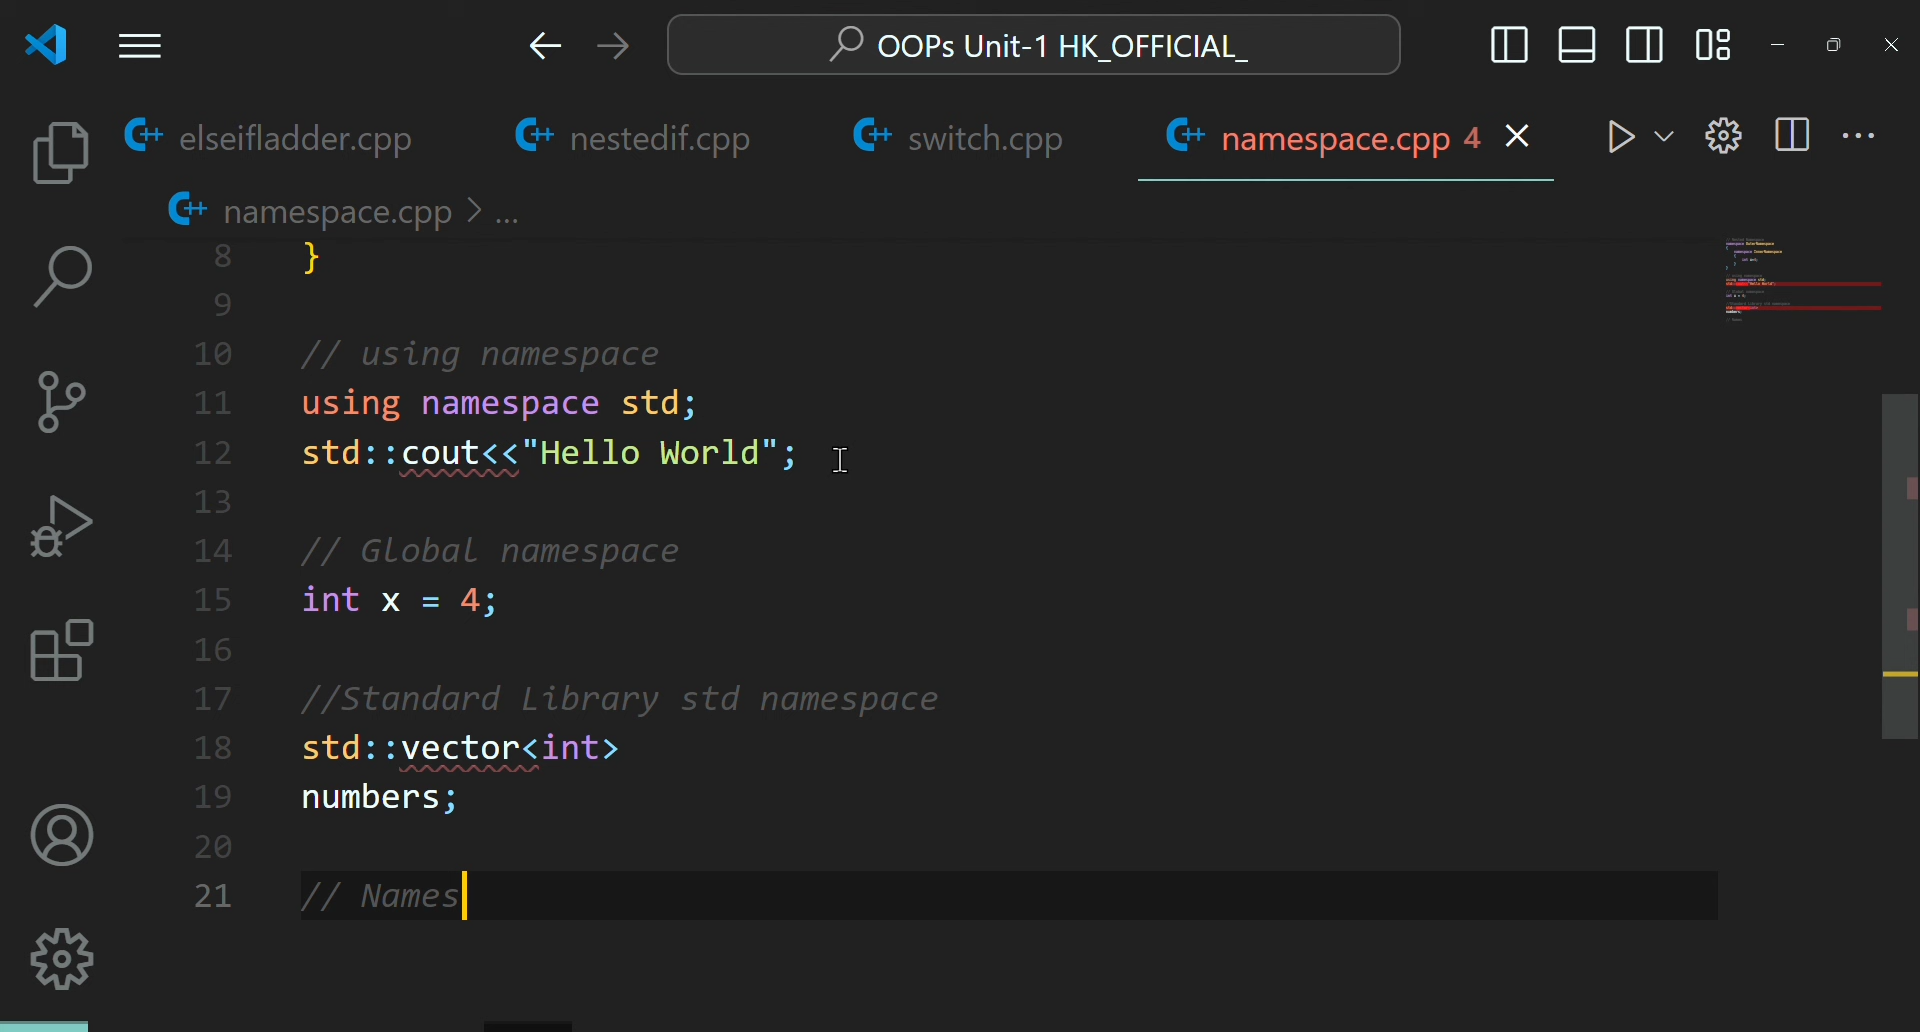 OOPs Unit-1 HK_OFFICIAL_
elseifladder.cpp nestedif.cpp switch.cpp namespace.cpp 4
namespace.cpp > ...
8 }
9
10 // using namespace
11 using namespace std;
12 std::cout<<"Hello World";
13
14 // Global namespace
15 int x = 4;
16
17 //Standard Library std namespace
18 std::vector<int>
19 numbers;
20
21 // Names